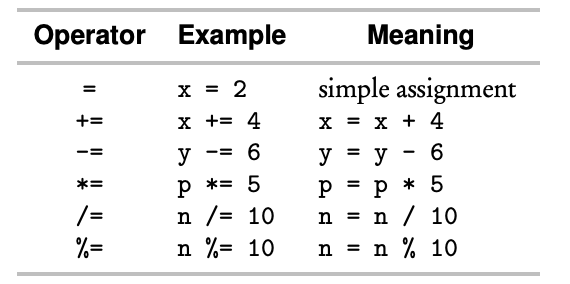 Operator Example Meaning
= x = 2 simple assignment
+= x += 4 x = x + 4
-= y -= 6 y = y - 6
*= p *= 5 p = p * 5
/= n /= 10 n = n / 10
%= n %= 10 n = n % 10